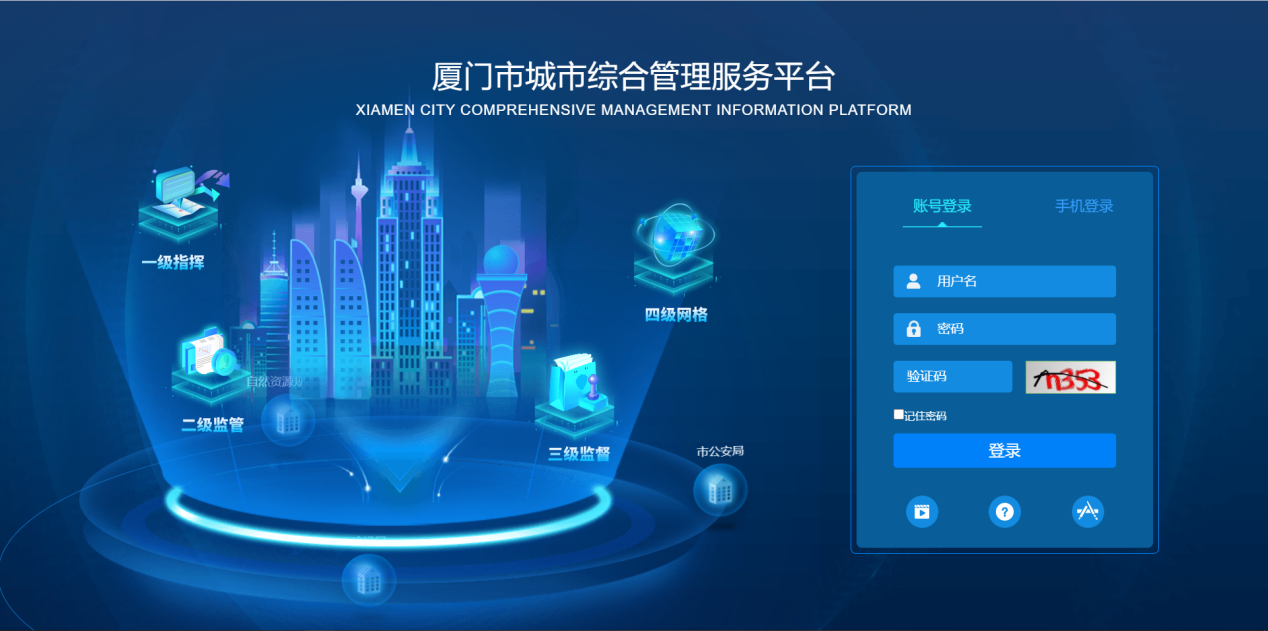 厦门市城市综合管理服务平台
XIAMEN CITY COMPREHENSIVE MANAGEMENT INFORMATION PLATFORM
一级指挥
四级网格
二级监管
三级监督
自然资源
市公安局
账号登录
手机登录
用户名
密码
验证码
n353
记住密码
登录